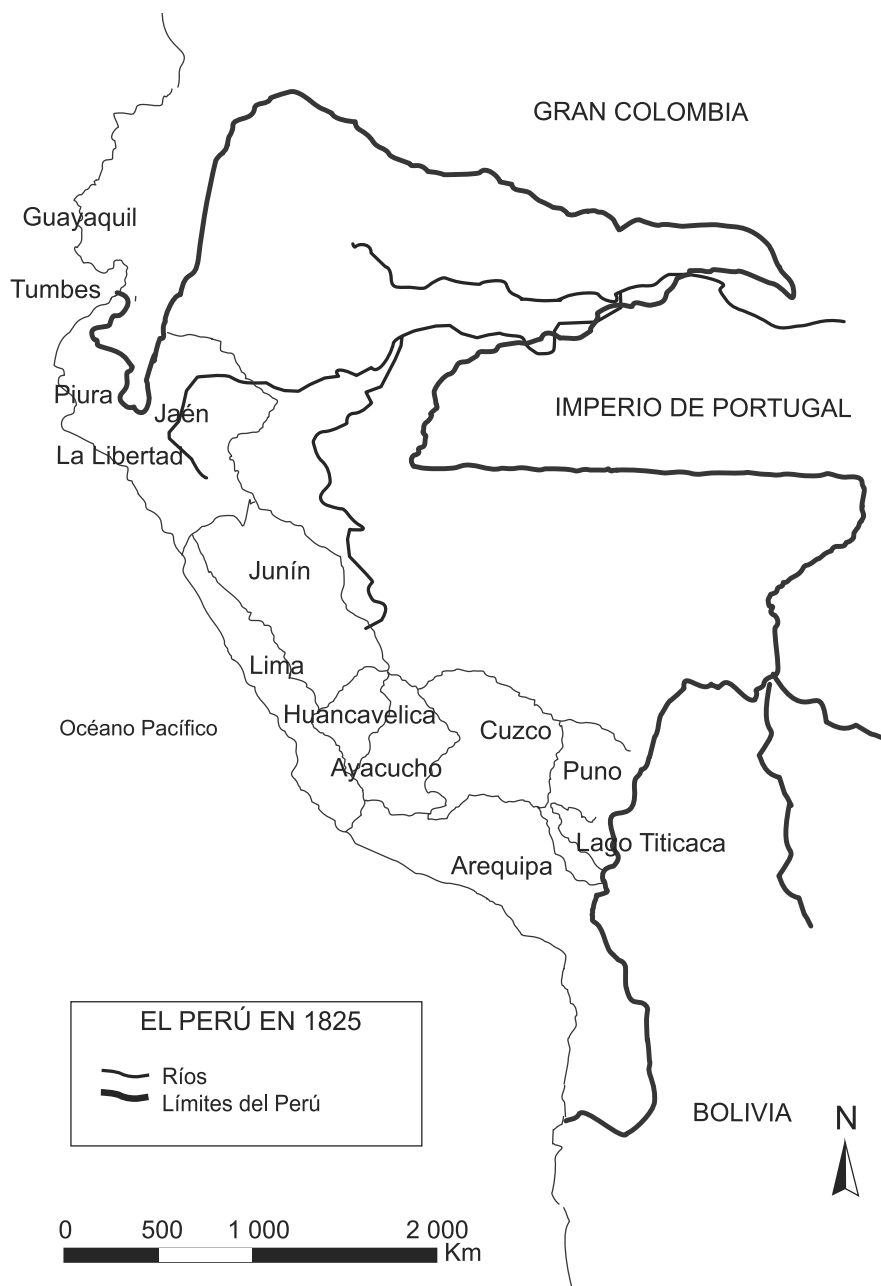 GRAN COLOMBIA
Guayaquil
Tumbes
Piura
Jaén
IMPERIO DE PORTUGAL
La Libertad
Junín
Lima
Huancavelica
Océano Pacífico
Cuzco
Ayacucho
Puno
Lago Titicaca
Arequipa
EL PERÚ EN 1825
Ríos
Límites del Perú
BOLIVIA
N
0 500 1 000 2 000
Km